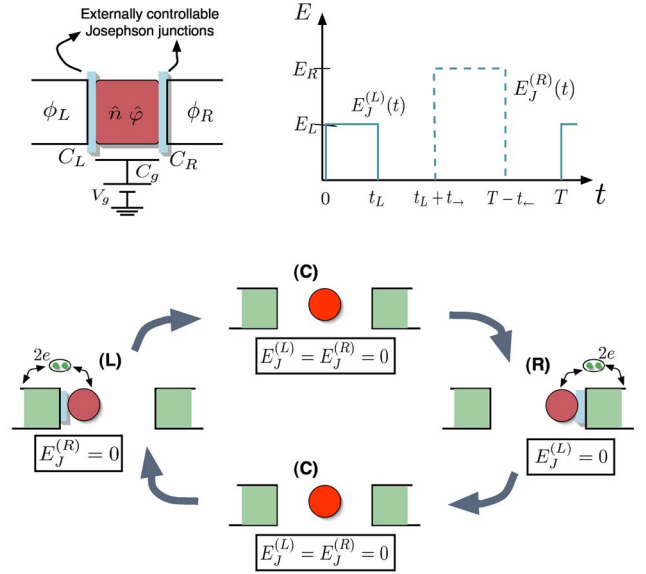 Externally controllable
Josephson junctions
ϕ_L
n̂ φ̂
ϕ_R
C_L
C_R
C_g
V_g
E
E_R
E_J^{(L)}(t)
E_J^{(R)}(t)
E_L
0
t_L
t_L+t_→
T−t_←
T
t
(C)
E_J^{(L)} = E_J^{(R)} = 0
2e
(L)
E_J^{(R)} = 0
(R)
2e
E_J^{(L)} = 0
(C)
E_J^{(L)} = E_J^{(R)} = 0